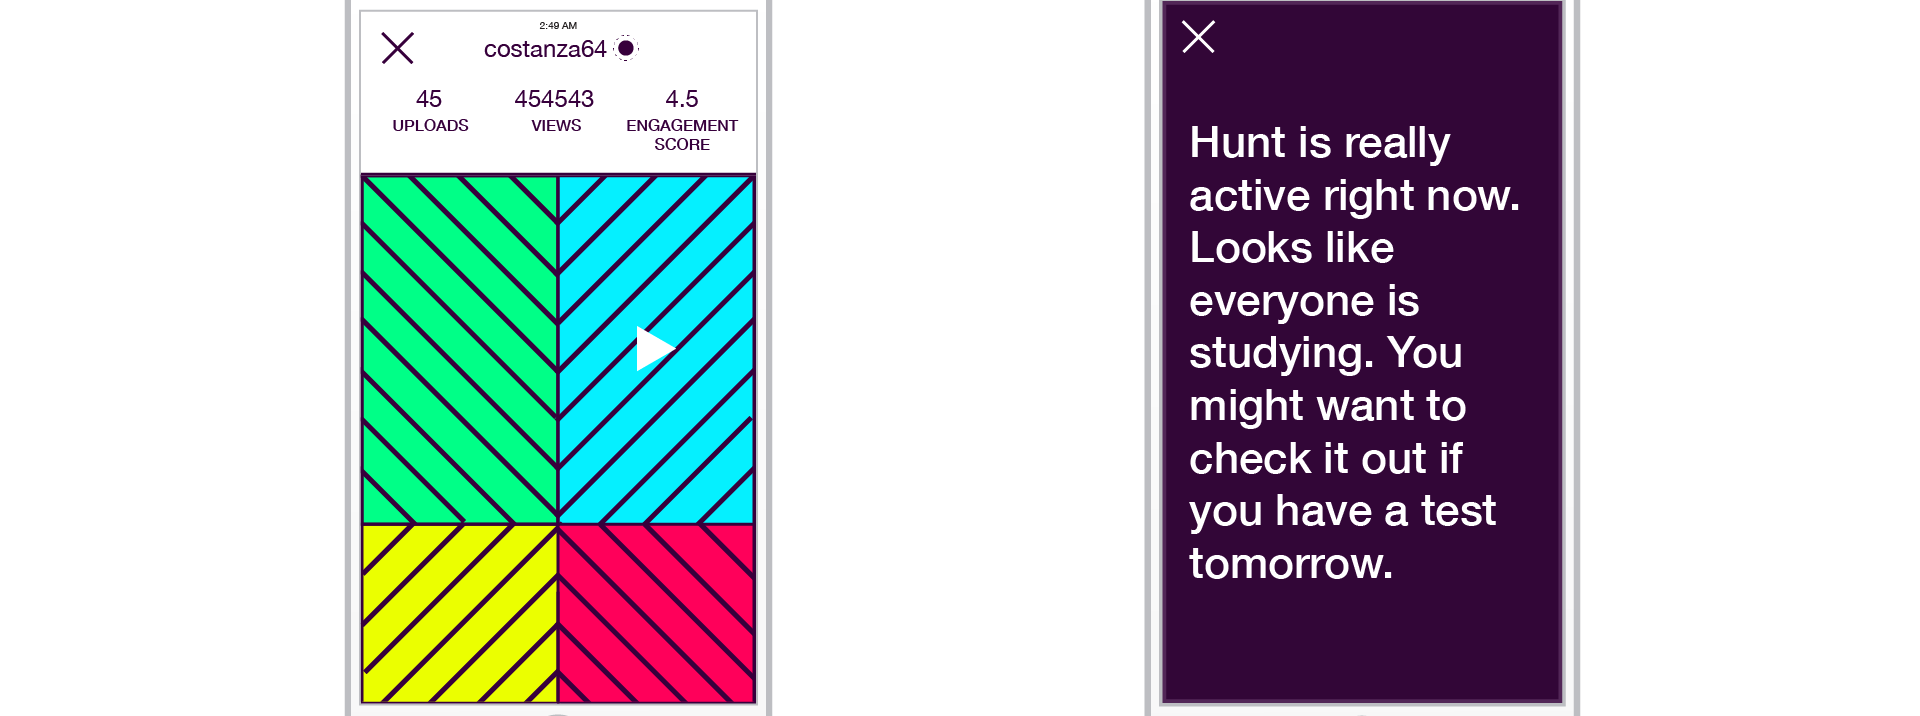 2:49 AM
costanza64
45
UPLOADS
454543
VIEWS
4.5
ENGAGEMENT
SCORE
Hunt is really
active right now.
Looks like
everyone is
studying. You
might want to
check it out if
you have a test
tomorrow.